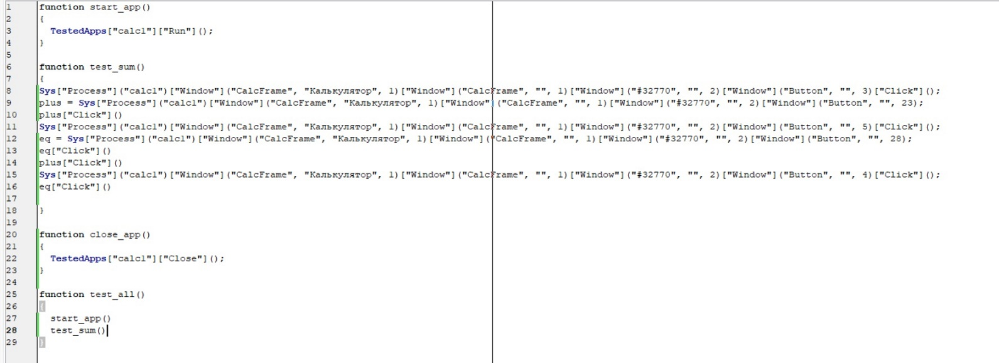 1 function start_app()
2 {
3 TestedApps["calc1"]["Run"]();
4 }
5
6 function test_sum()
7 {
8 Sys["Process"]("calc1")["Window"]("CalcFrame", "Калькулятор", 1)["Window"]("CalcFrame", "", 1)["Window"]("#32770", "", 2)["Window"]("Button", "", 3)["Click"]();
9 plus = Sys["Process"]("calc1")["Window"]("CalcFrame", "Калькулятор", 1)["Window"]("CalcFrame", "", 1)["Window"]("#32770", "", 2)["Window"]("Button", "", 23);
10 plus["Click"]()
11 Sys["Process"]("calc1")["Window"]("CalcFrame", "Калькулятор", 1)["Window"]("CalcFrame", "", 1)["Window"]("#32770", "", 2)["Window"]("Button", "", 5)["Click"]();
12 eq = Sys["Process"]("calc1")["Window"]("CalcFrame", "Калькулятор", 1)["Window"]("CalcFrame", "", 1)["Window"]("#32770", "", 2)["Window"]("Button", "", 28);
13 eq["Click"]()
14 plus["Click"]()
15 Sys["Process"]("calc1")["Window"]("CalcFrame", "Калькулятор", 1)["Window"]("CalcFrame", "", 1)["Window"]("#32770", "", 2)["Window"]("Button", "", 4)["Click"]();
16 eq["Click"]()
17
18 }
19
20 function close_app()
21 {
22 TestedApps["calc1"]["Close"]();
23 }
24
25 function test_all()
26 {
27 start_app()
28 test_sum()
29 }